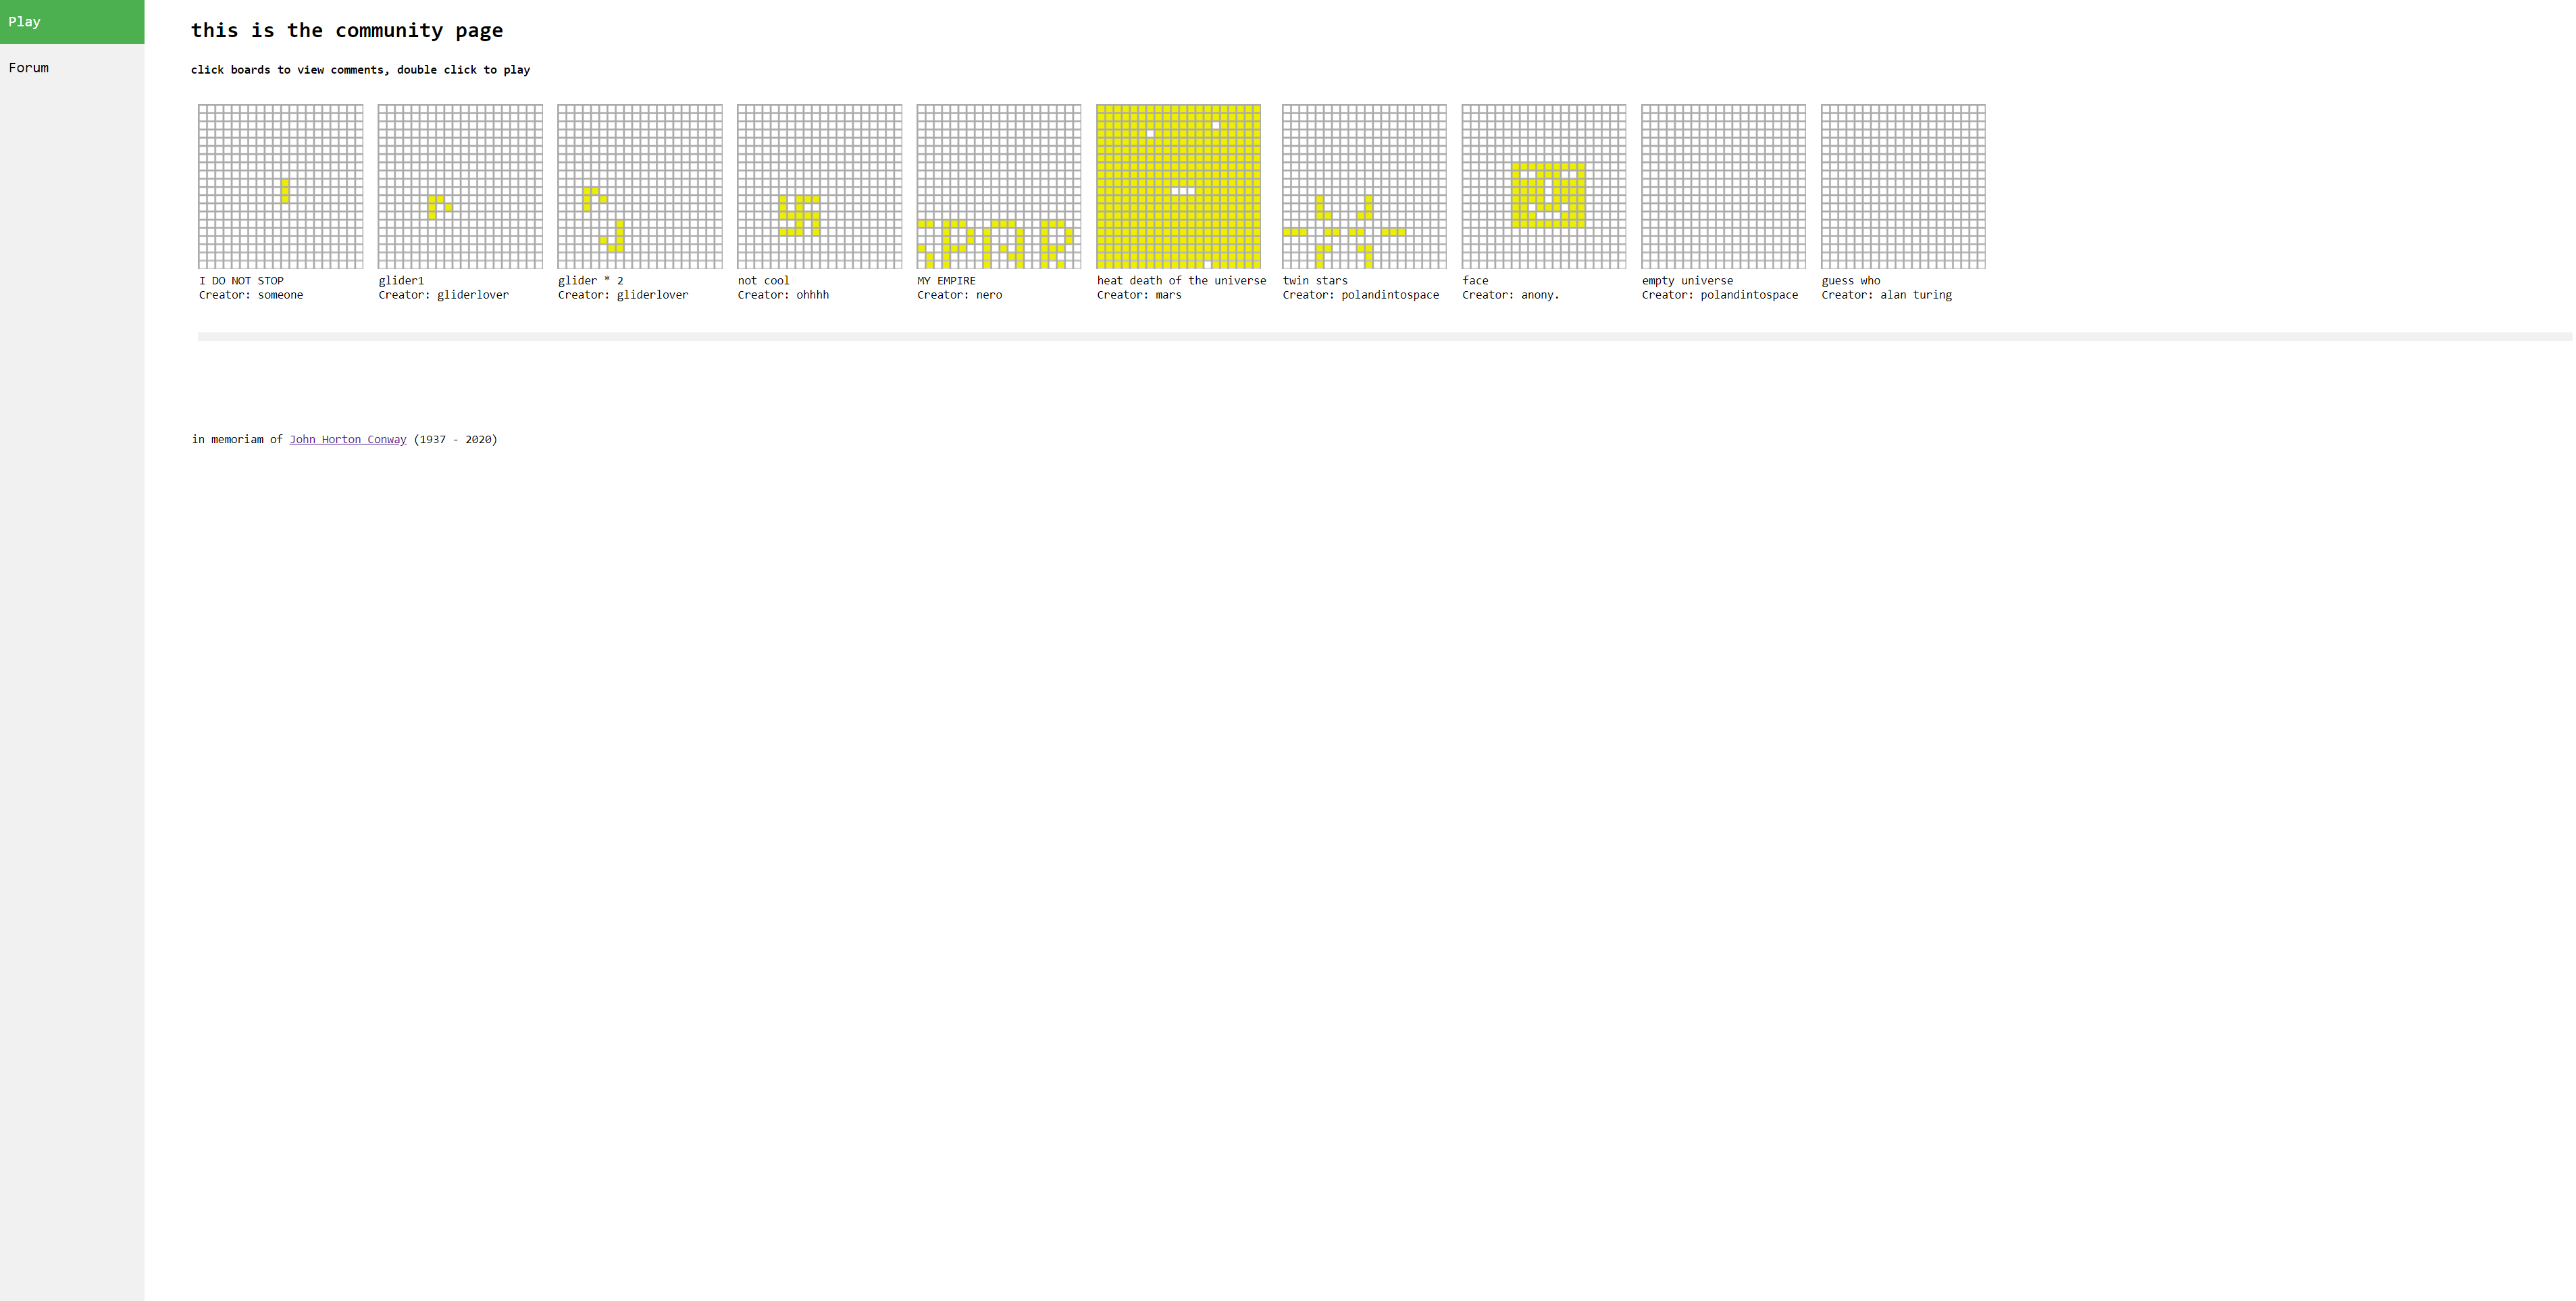 Play
Forum
this is the community page
click boards to view comments, double click to play
I DO NOT STOP
Creator: someone
glider1
Creator: gliderlover
glider * 2
Creator: gliderlover
not cool
Creator: ohhhh
MY EMPIRE
Creator: nero
heat death of the universe
Creator: mars
twin stars
Creator: polandintospace
face
Creator: anony.
empty universe
Creator: polandintospace
guess who
Creator: alan turing
in memoriam of John Horton Conway (1937 - 2020)